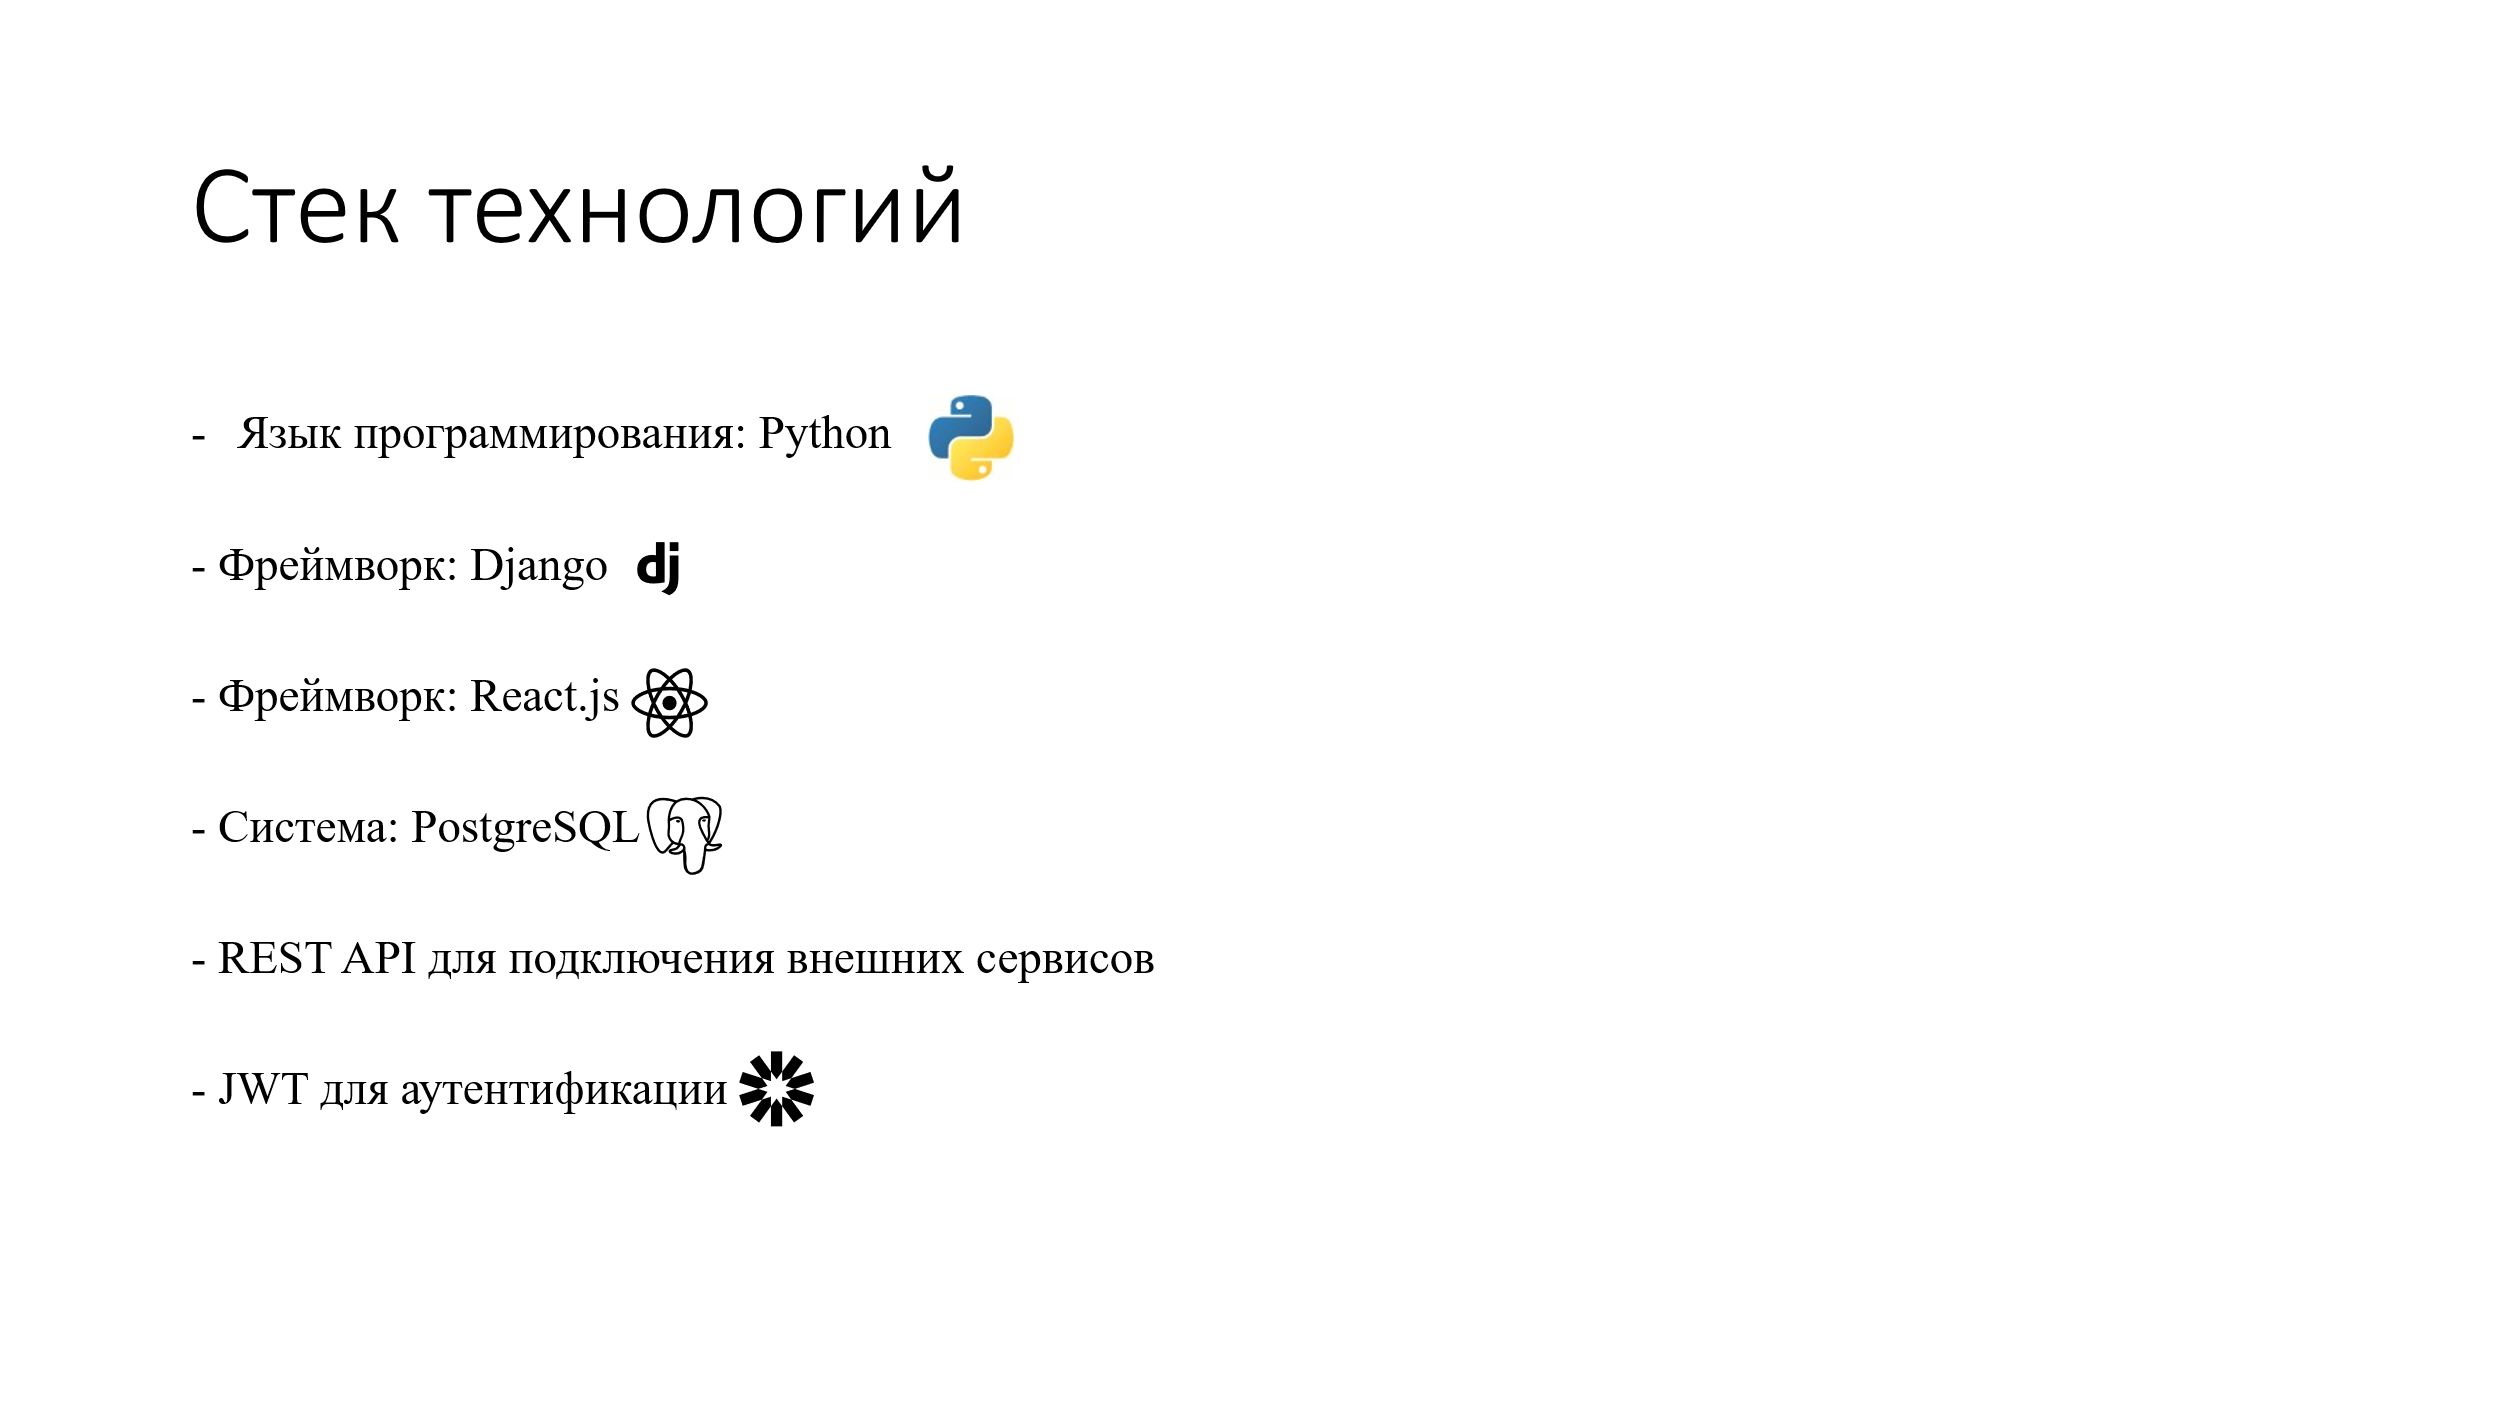 Стек технологий
- Язык программирования: Python
- Фреймворк: Django dj
- Фреймворк: React.js
- Система: PostgreSQL
- REST API для подключения внешних сервисов
- JWT для аутентификации